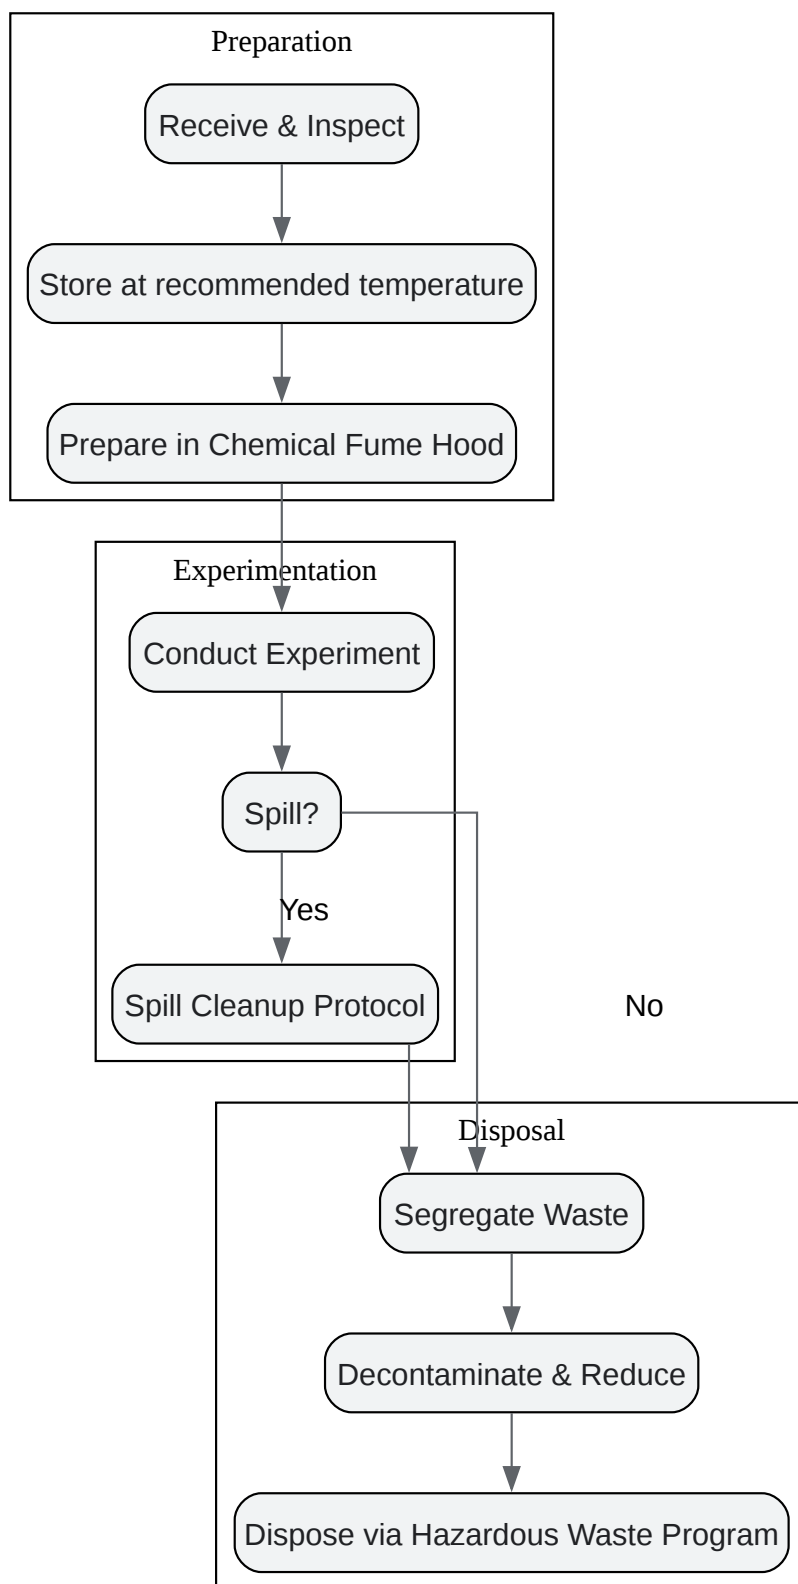 Preparation
Receive & Inspect
Store at recommended temperature
Prepare in Chemical Fume Hood
Experimentation
Conduct Experiment
Spill?
Yes
Spill Cleanup Protocol
No
Disposal
Segregate Waste
Decontaminate & Reduce
Dispose via Hazardous Waste Program